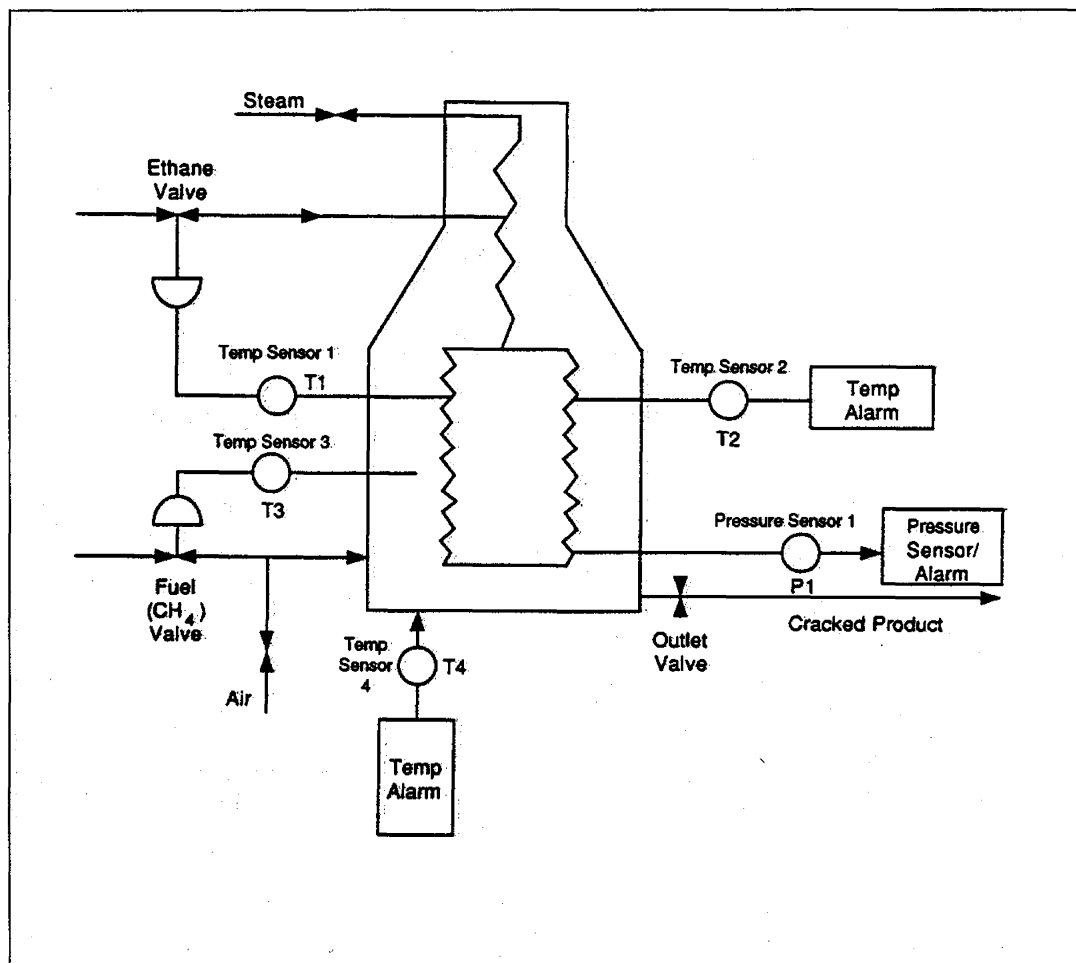 Steam
Ethane
Valve
Temp Sensor 1
T1
Temp Sensor 2
T2
Temp
Alarm
Temp Sensor 3
T3
Pressure Sensor 1
P1
Pressure
Sensor/
Alarm
Fuel
(CH4)
Valve
Air
Temp
Sensor
4
T4
Outlet
Valve
Cracked Product
Temp
Alarm